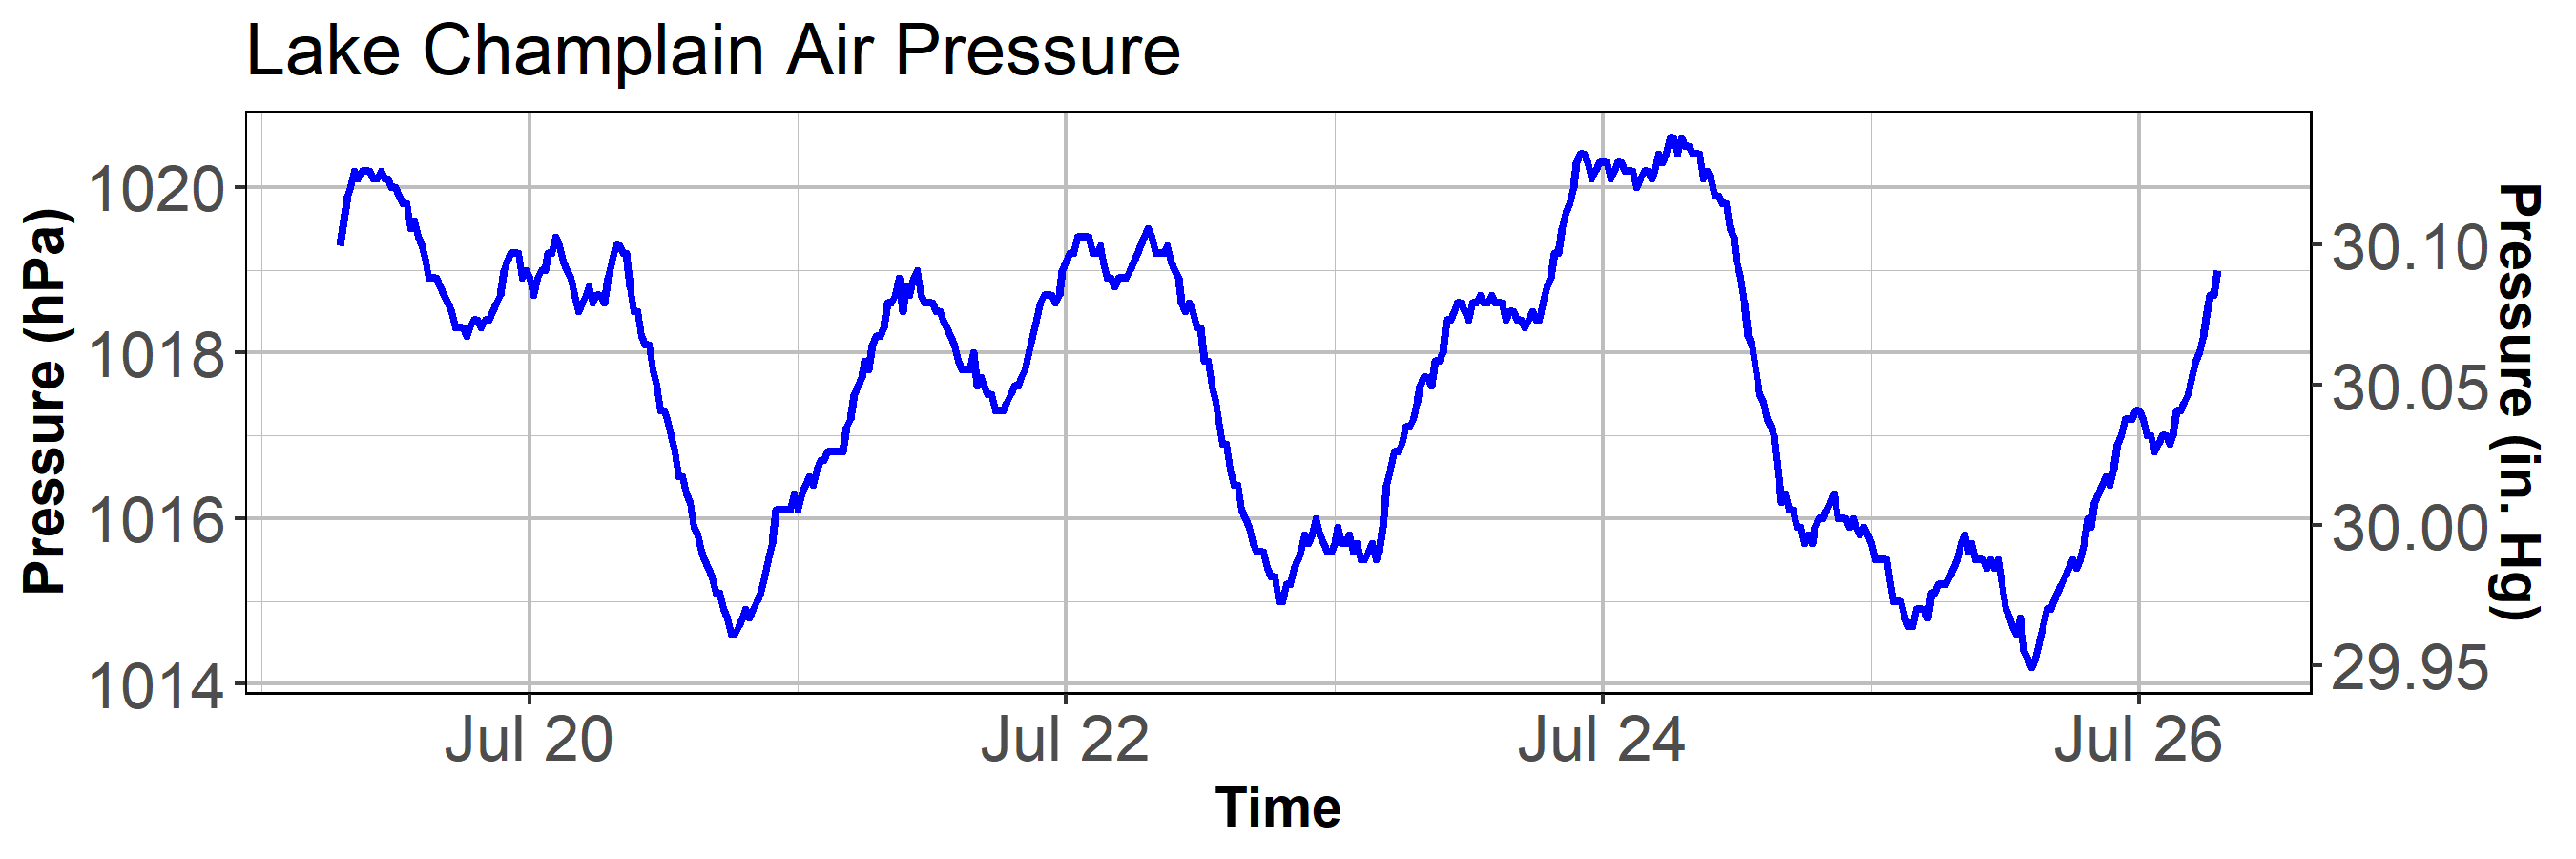 Lake Champlain Air Pressure
Pressure (hPa)
1020
1018
1016
1014
30.10
30.05
30.00
29.95
Pressure (in. Hg)
Jul 20 Jul 22 Jul 24 Jul 26
Time